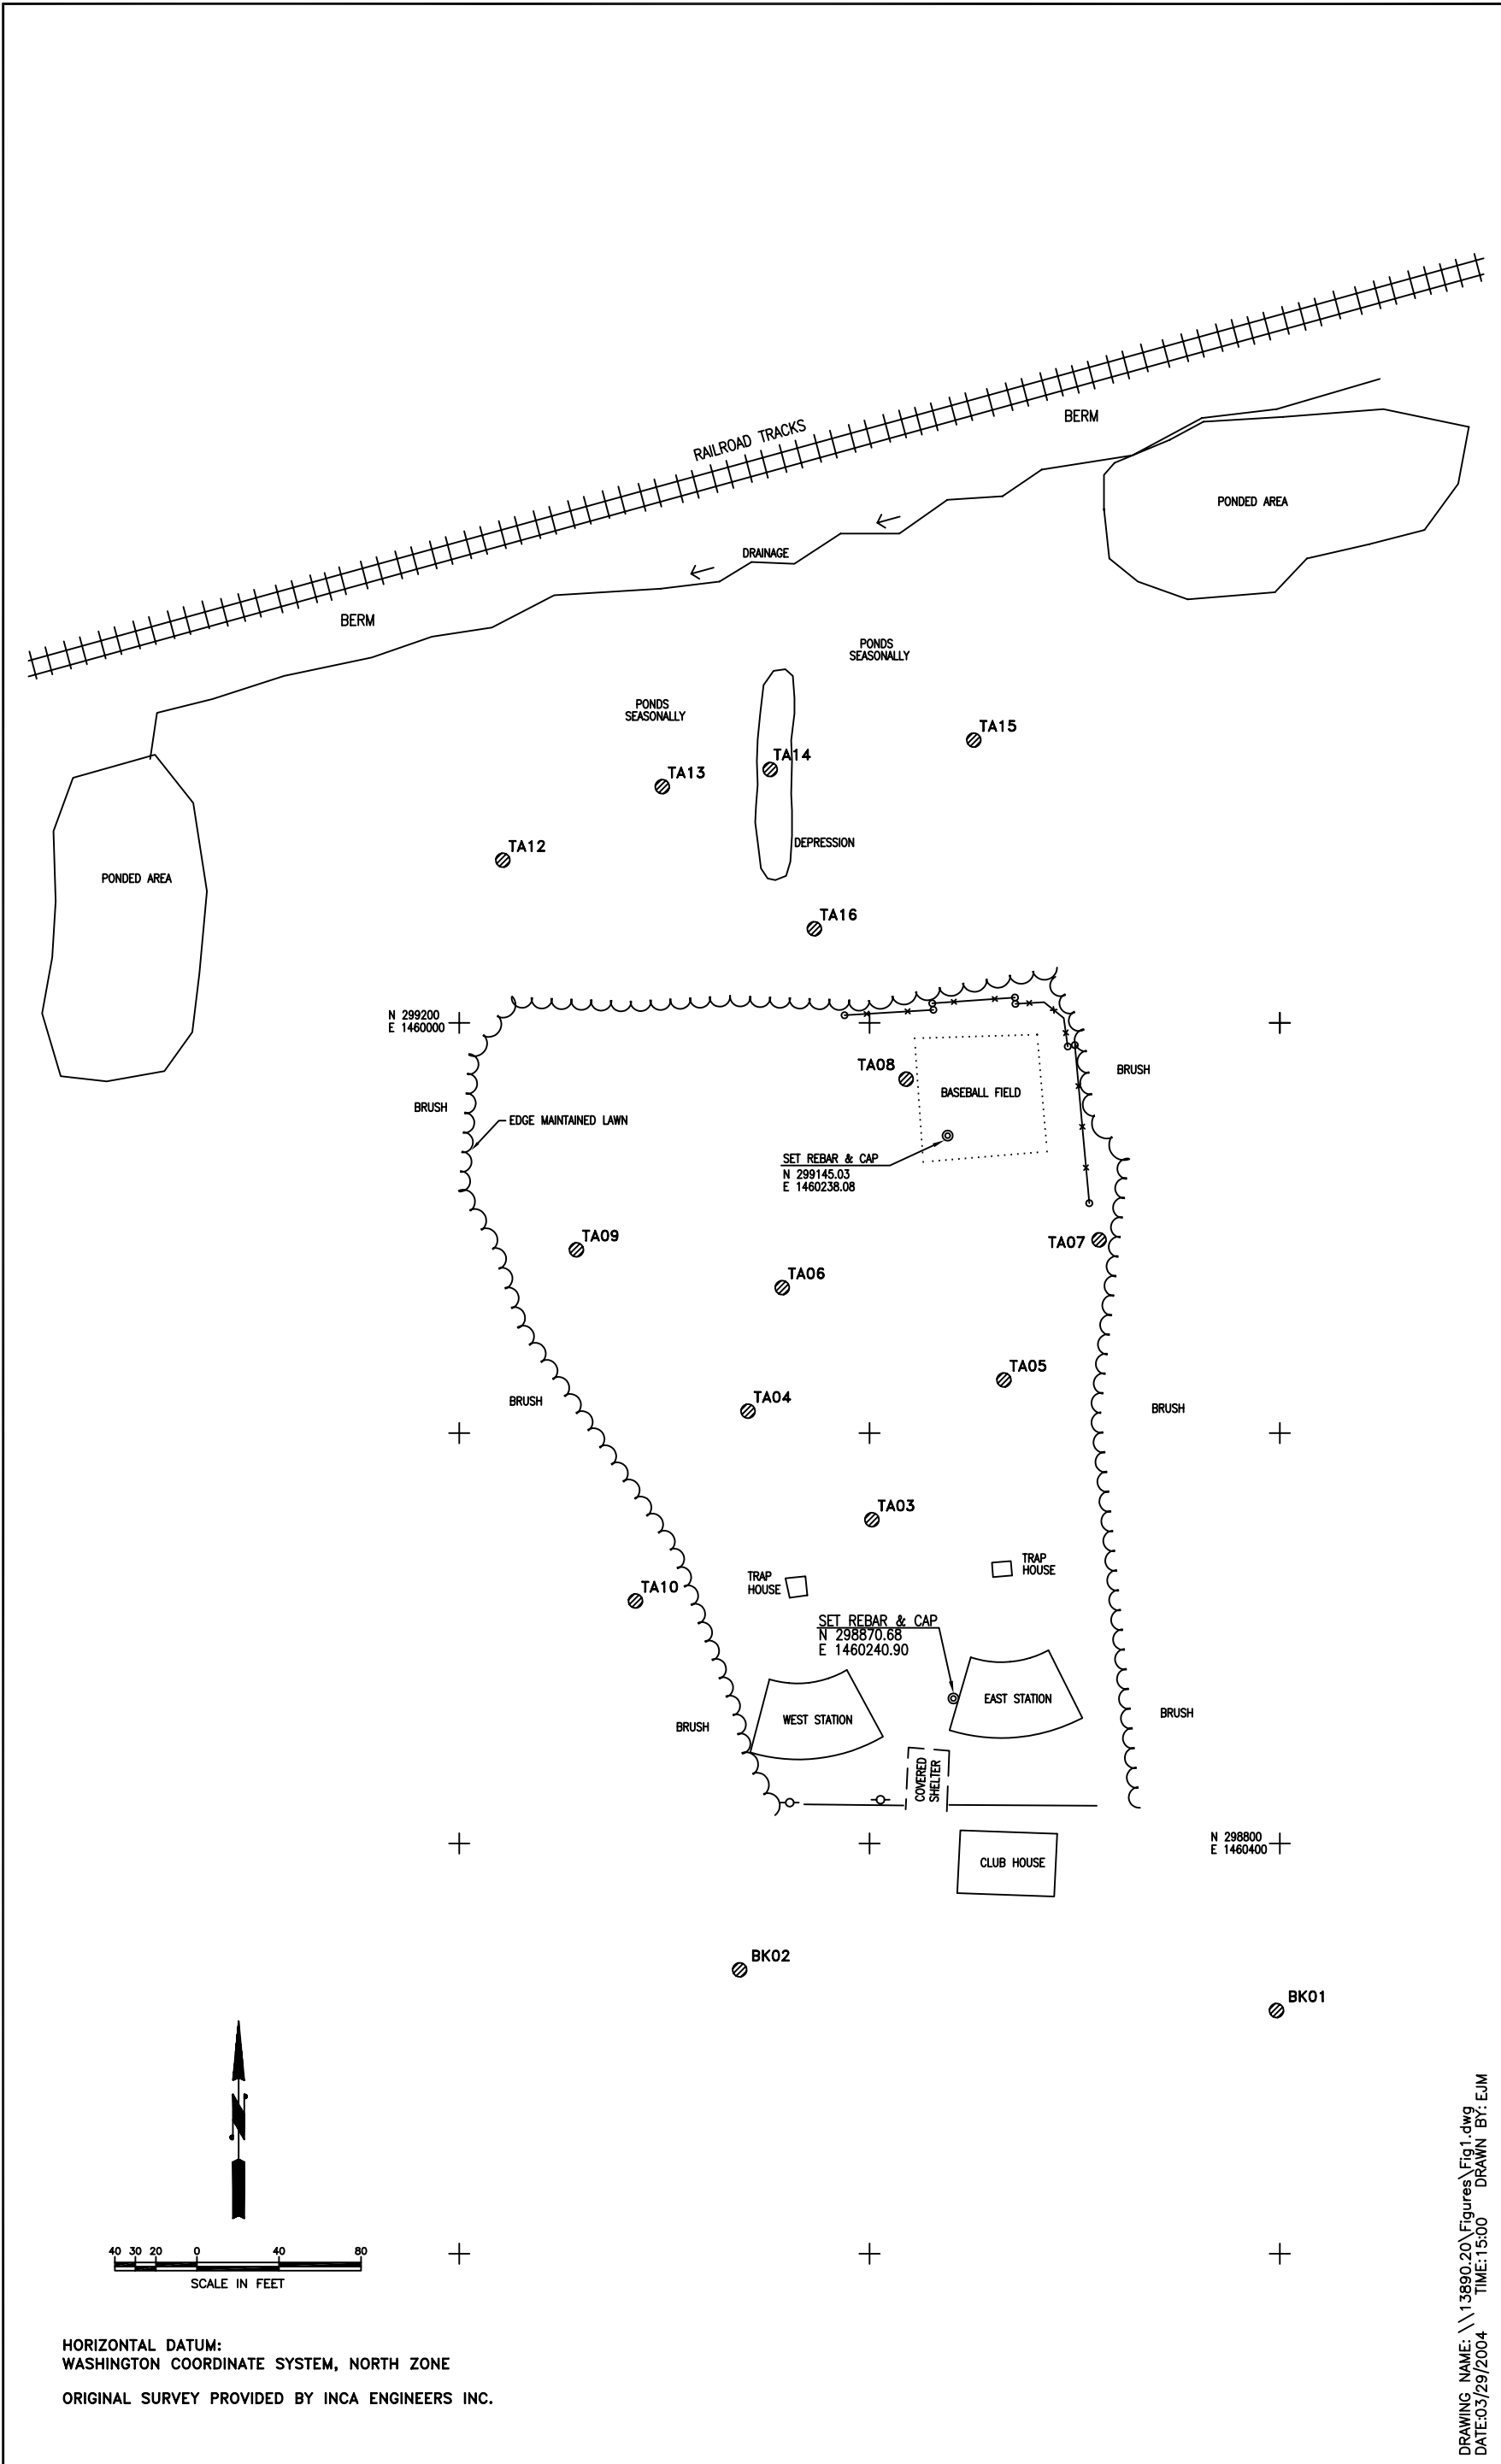 RAILROAD TRACKS
BERM
PONDED AREA
DRAINAGE
BERM
PONDS
SEASONALLY
PONDS
SEASONALLY
TA15
TA14
TA13
DEPRESSION
TA12
PONDED AREA
TA16
N 299200
E 1460000
TA08
BRUSH
BASEBALL FIELD
BRUSH
EDGE MAINTAINED LAWN
SET REBAR & CAP
N 299145.03
E 1460238.08
TA09
TA07
TA06
TA05
TA04
BRUSH
BRUSH
TA03
TRAP
HOUSE
TRAP
HOUSE
TA10
SET REBAR & CAP
N 298870.68
E 1460240.90
EAST STATION
WEST STATION
BRUSH
BRUSH
COVERED
SHELTER
N 298800
E 1460400
CLUB HOUSE
BK02
BK01
N
40 30 20 0 40 80
SCALE IN FEET
HORIZONTAL DATUM:
WASHINGTON COORDINATE SYSTEM, NORTH ZONE
ORIGINAL SURVEY PROVIDED BY INCA ENGINEERS INC.
DRAWING NAME: \\13890.20\Figures\Fig1.dwg
DATE:03/29/2004 TIME:15:00 DRAWN BY: EJM